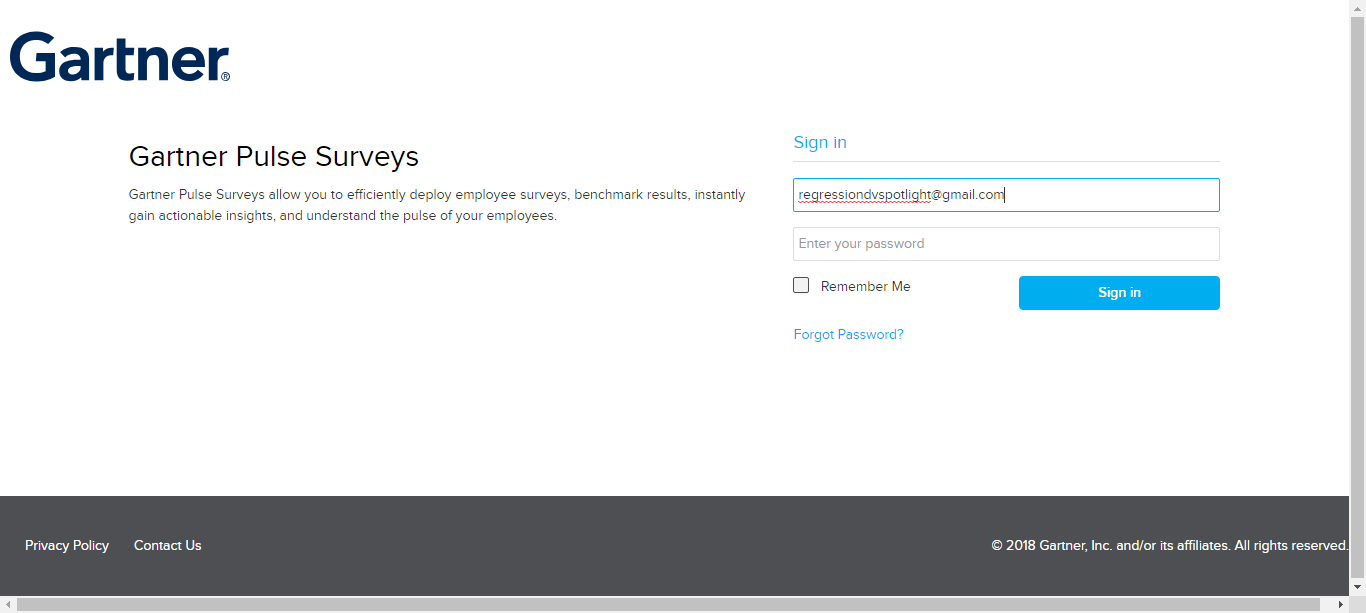 Gartner®
Gartner Pulse Surveys
Gartner Pulse Surveys allow you to efficiently deploy employee surveys, benchmark results, instantly
gain actionable insights, and understand the pulse of your employees.
Sign in
regressiondvspotlight@gmail.com
Enter your password
Remember Me
Sign in
Forgot Password?
Privacy Policy
Contact Us
© 2018 Gartner, Inc. and/or its affiliates. All rights reserved.